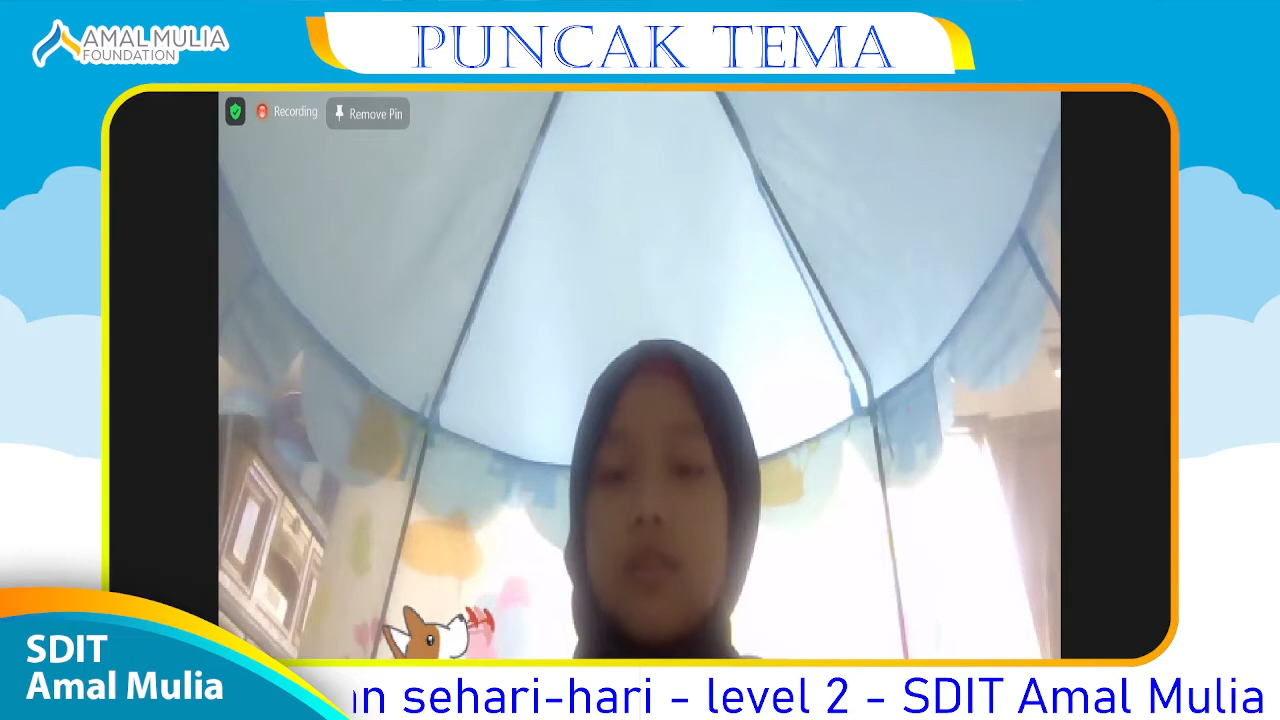 AMAL MULIA
FOUNDATION
PUNCAK TEMA
Recording
Remove Pin
SDIT
Amal Mulia
sehari-hari - level 2 - SDIT Amal Mulia